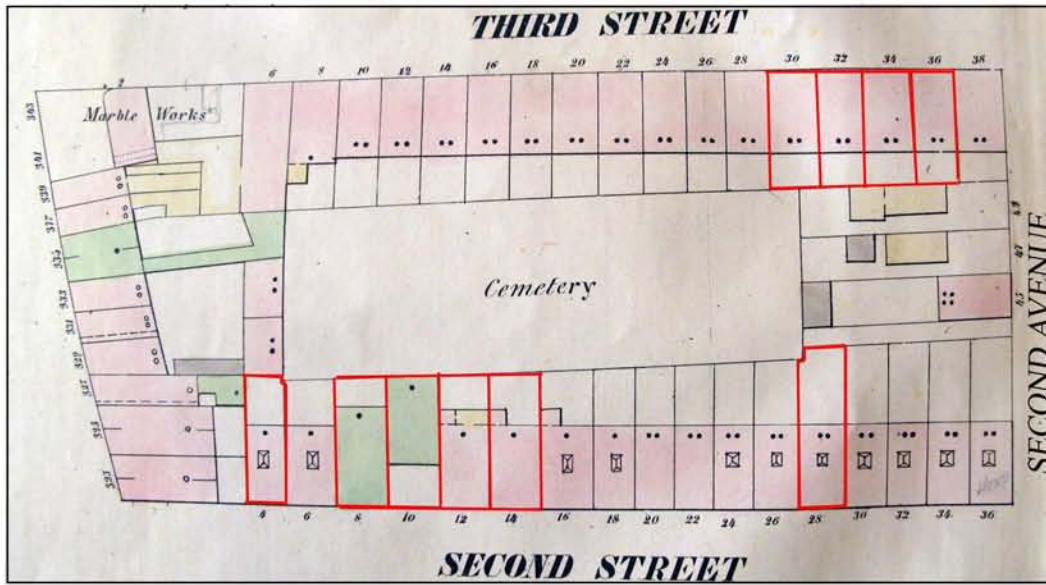 THIRD STREET
2 6 8 10 12 14 16 18 20 22 24 26 28 30 32 34 36 38
Marble Works
343
341
339
337
335
333
331
329
327
325
323
Cemetery
49
47
45
SECOND AVENUE
4 6 8 10 12 14 16 18 20 22 24 26 28 30 32 34 36
SECOND STREET